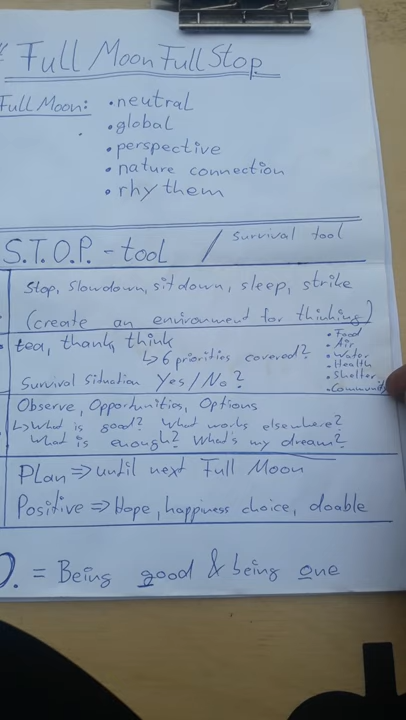 Full Moon Full Stop
Full Moon:
• neutral
• global
• perspective
• nature connection
• rhythem
S.T.O.P. - tool / survival tool
Stop, Slowdown, sit down, sleep, strike
(create an environment for thinking)
tea, thank, think
↳ 6 priorities covered?
• Food
• Air
• Water
• Health
• Shelter
• Community
Survival Situation Yes/No?
Observe, Opportunities, Options
↳ What is good? What works elsewhere?
What is enough? What's my dream?
Plan ⇒ until next Full Moon
Positive ⇒ Hope, happiness choice, doable
= Being good & being one